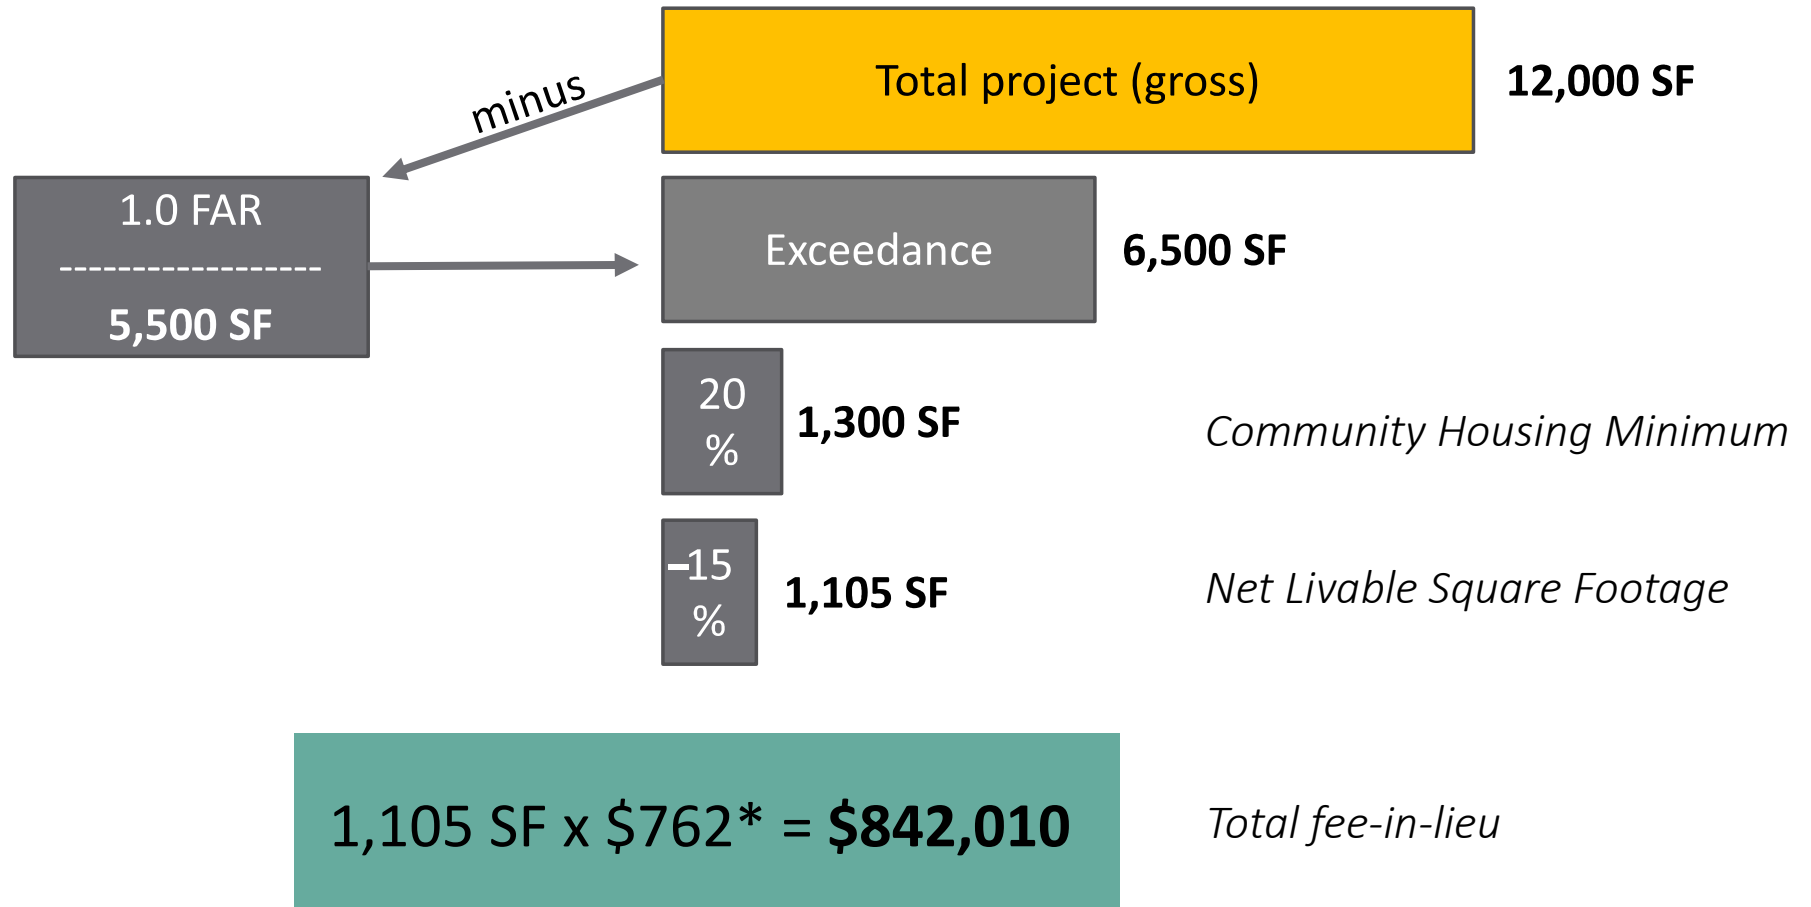 Total project (gross)
12,000 SF
minus
1.0 FAR
-------------------
5,500 SF
Exceedance
6,500 SF
20
%
1,300 SF
Community Housing Minimum
–15
%
1,105 SF
Net Livable Square Footage
1,105 SF x $762* = $842,010
Total fee-in-lieu